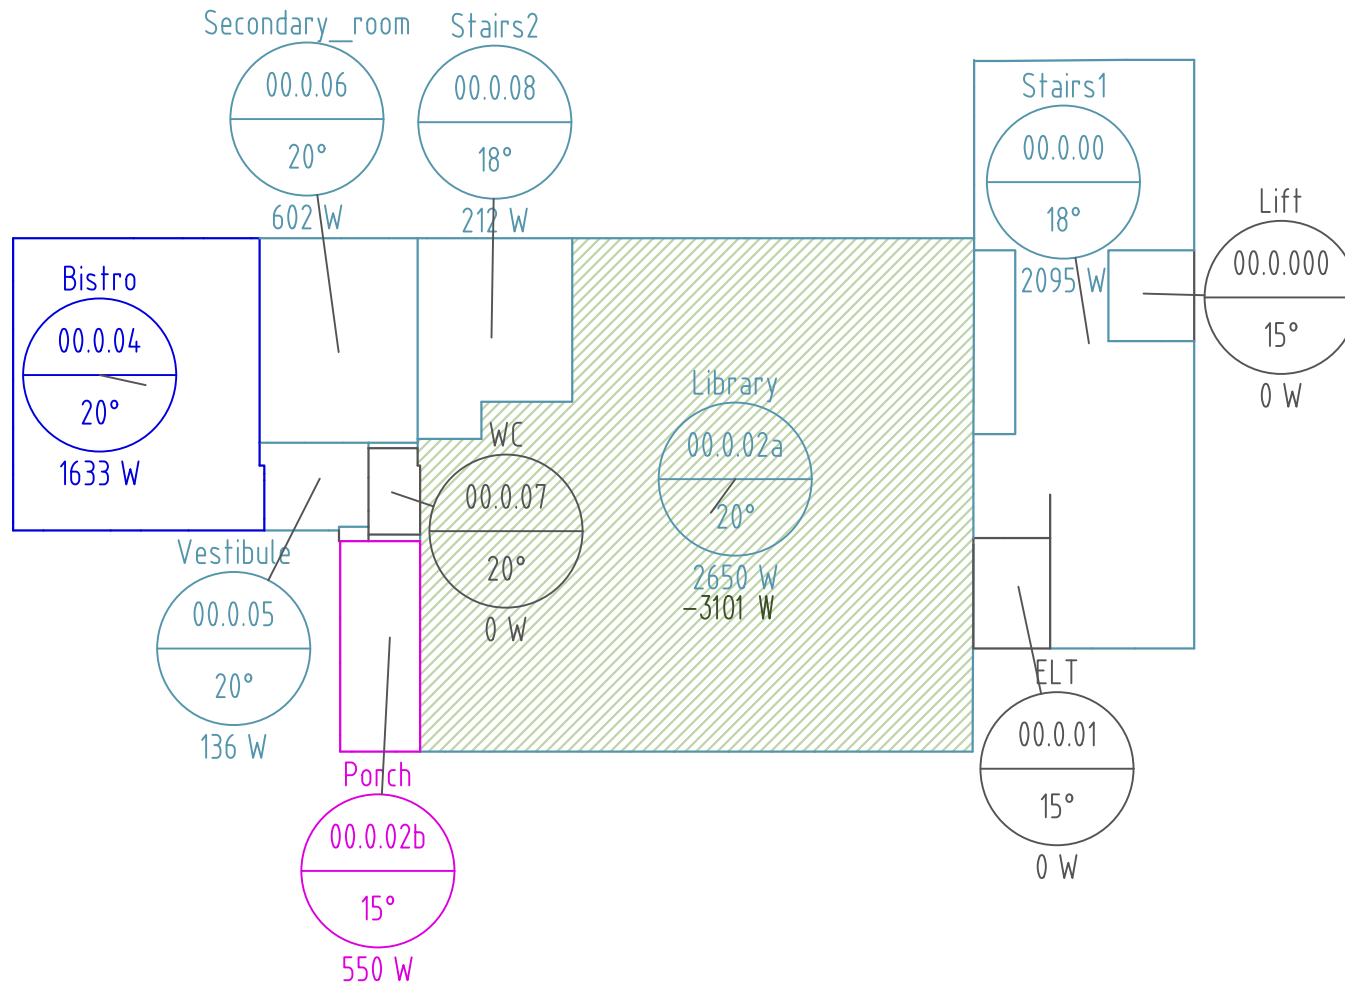 Secondary_room
00.0.06
20°
602 W
Stairs2
00.0.08
18°
212 W
Stairs1
00.0.00
18°
2095 W
Lift
00.0.000
15°
0 W
Bistro
00.0.04
20°
1633 W
Library
00.0.02a
20°
2650 W
-3101 W
WC
00.0.07
20°
0 W
Vestibule
00.0.05
20°
136 W
ELT
00.0.01
15°
0 W
Porch
00.0.02b
15°
550 W